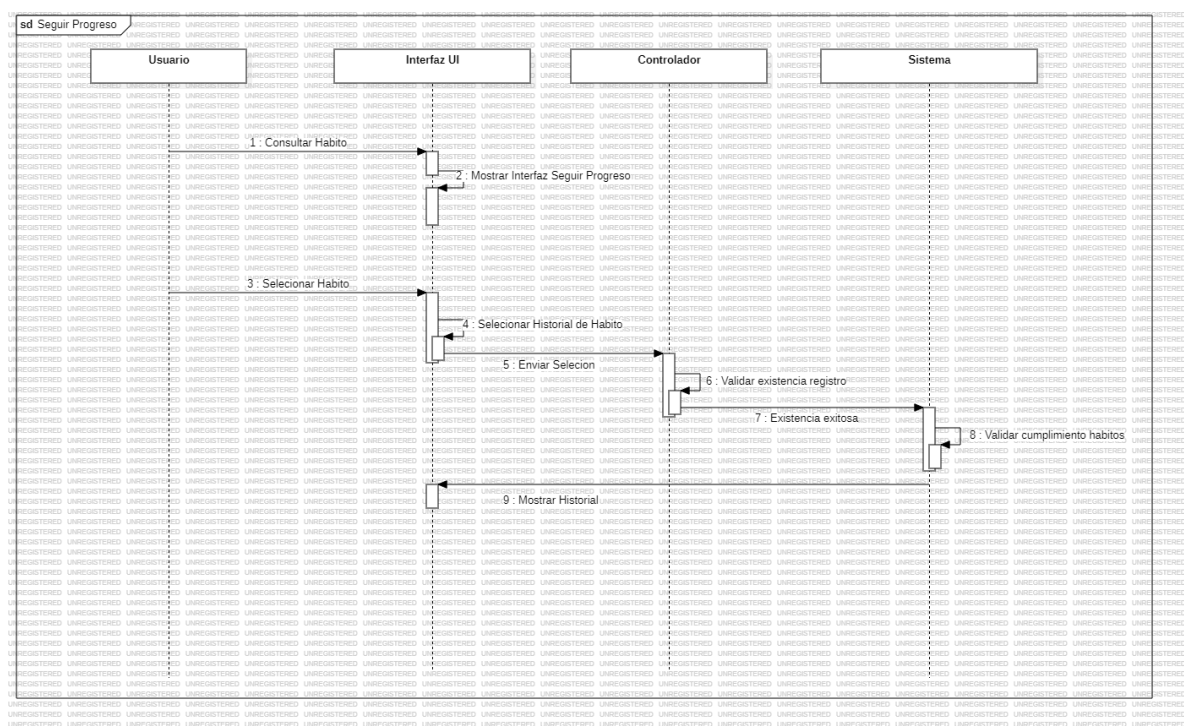 sd Seguir Progreso
Usuario
Interfaz UI
Controlador
Sistema
1 : Consultar Habito
2 : Mostrar Interfaz Seguir Progreso
3 : Selecionar Habito
4 : Selecionar Historial de Habito
5 : Enviar Selecion
6 : Validar existencia registro
7 : Existencia exitosa
8 : Validar cumplimiento habitos
9 : Mostrar Historial
UNREGISTERED